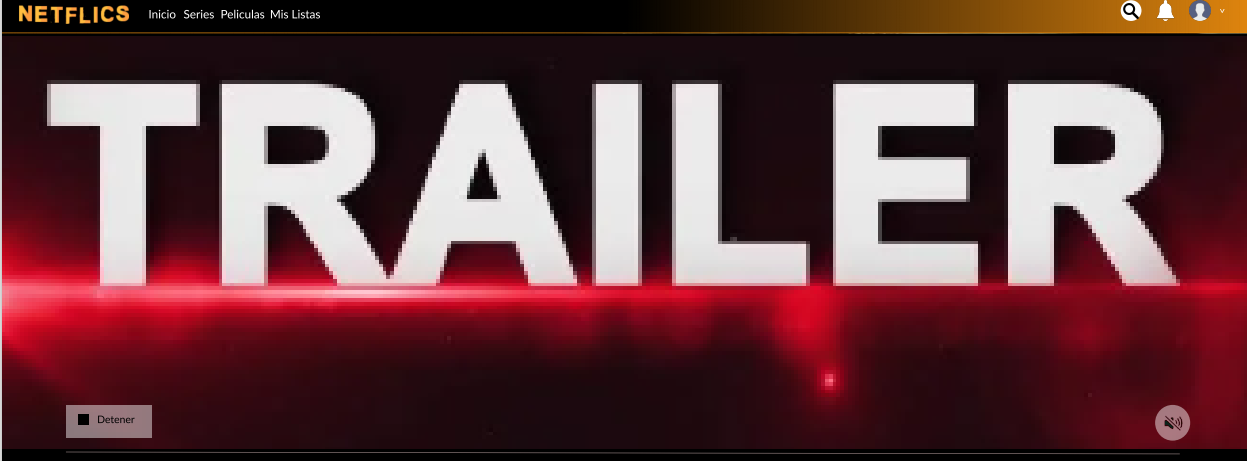 NETFLICS Inicio Series Peliculas Mis Listas
TRAILER
Detener